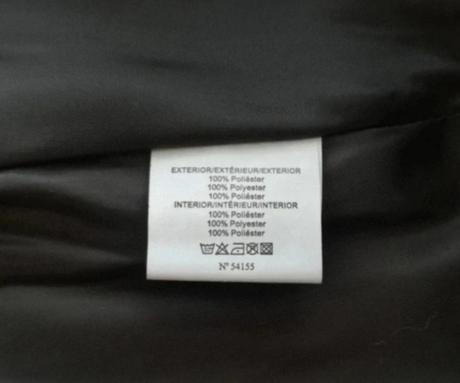 EXTERIOR/EXTÉRIEUR/EXTERIOR
100% Poliéster
100% Polyester
100% Poliéster
INTERIOR/INTÉRIEUR/INTERIOR
100% Poliéster
100% Polyester
100% Poliéster
Nº 54155